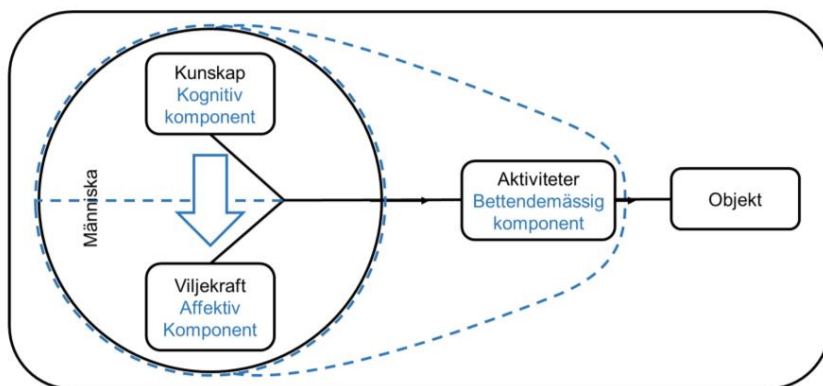 Kunskap
Kognitiv
komponent
Människa
Viljekraft
Affektiv
Komponent
Aktiviteter
Bettendemässig
komponent
Objekt